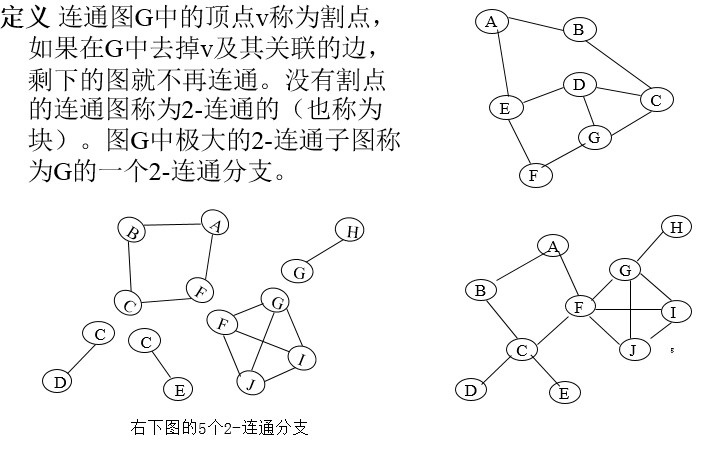 定义 连通图G中的顶点v称为割点，
如果在G中去掉v及其关联的边，
剩下的图就不再连通。没有割点
的连通图称为2-连通的（也称为
块）。图G中极大的2-连通子图称
为G的一个2-连通分支。
A
B
D
C
E
G
F
B
A
H
G
C
F
G
F
I
J
C
D
C
E
右下图的5个2-连通分支
H
A
G
B
F
I
C
J
5
D
E